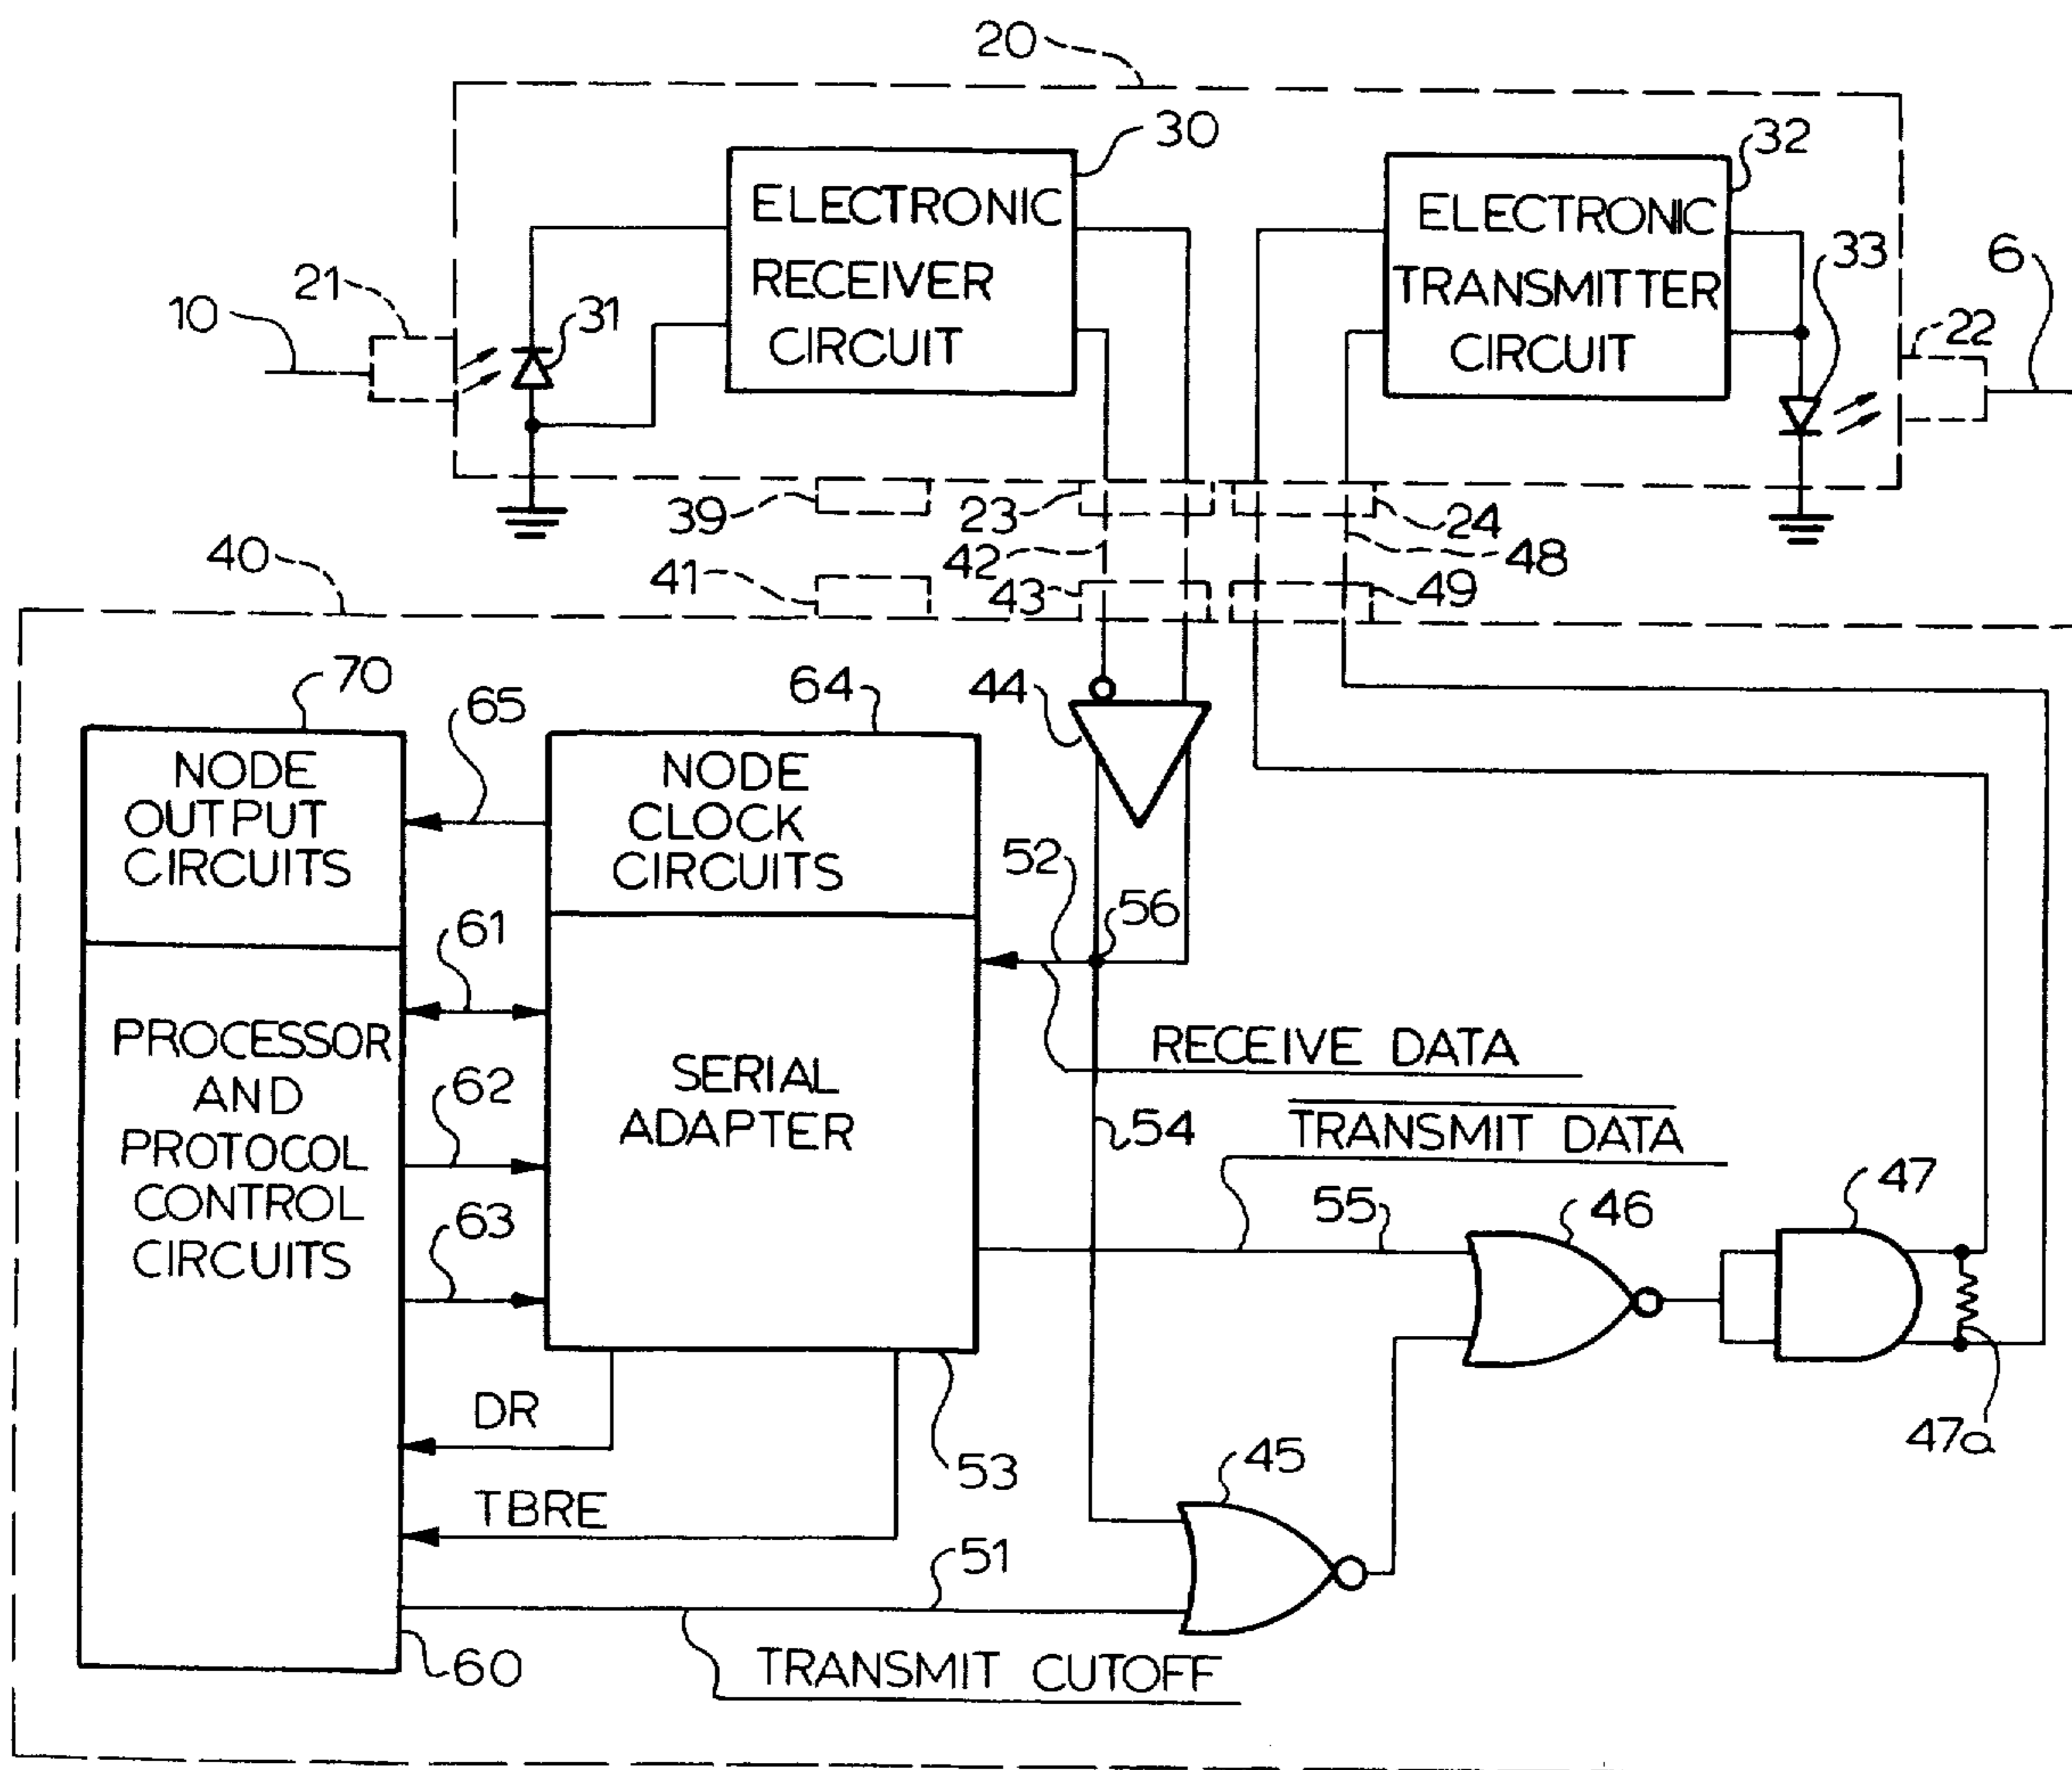 20
30
32
ELECTRONIC
RECEIVER
CIRCUIT
ELECTRONIC
TRANSMITTER
CIRCUIT
33
6
21
10
31
22
39
23
24
40
42
48
41
43
49
70
65
64
44
NODE
OUTPUT
CIRCUITS
NODE
CLOCK
CIRCUITS
52
56
61
PROCESSOR
AND
PROTOCOL
CONTROL
CIRCUITS
SERIAL
ADAPTER
62
63
RECEIVE DATA
54
TRANSMIT DATA
55
46
47
DR
53
47a
TBRE
45
51
60
TRANSMIT CUTOFF